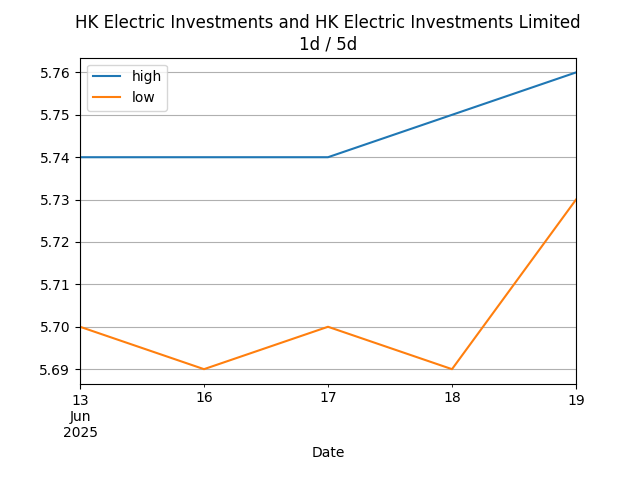 HK Electric Investments and HK Electric Investments Limited
1d / 5d
high
low
5.76
5.75
5.74
5.73
5.72
5.71
5.70
5.69
13 16 17 18 19
Jun
2025
Date